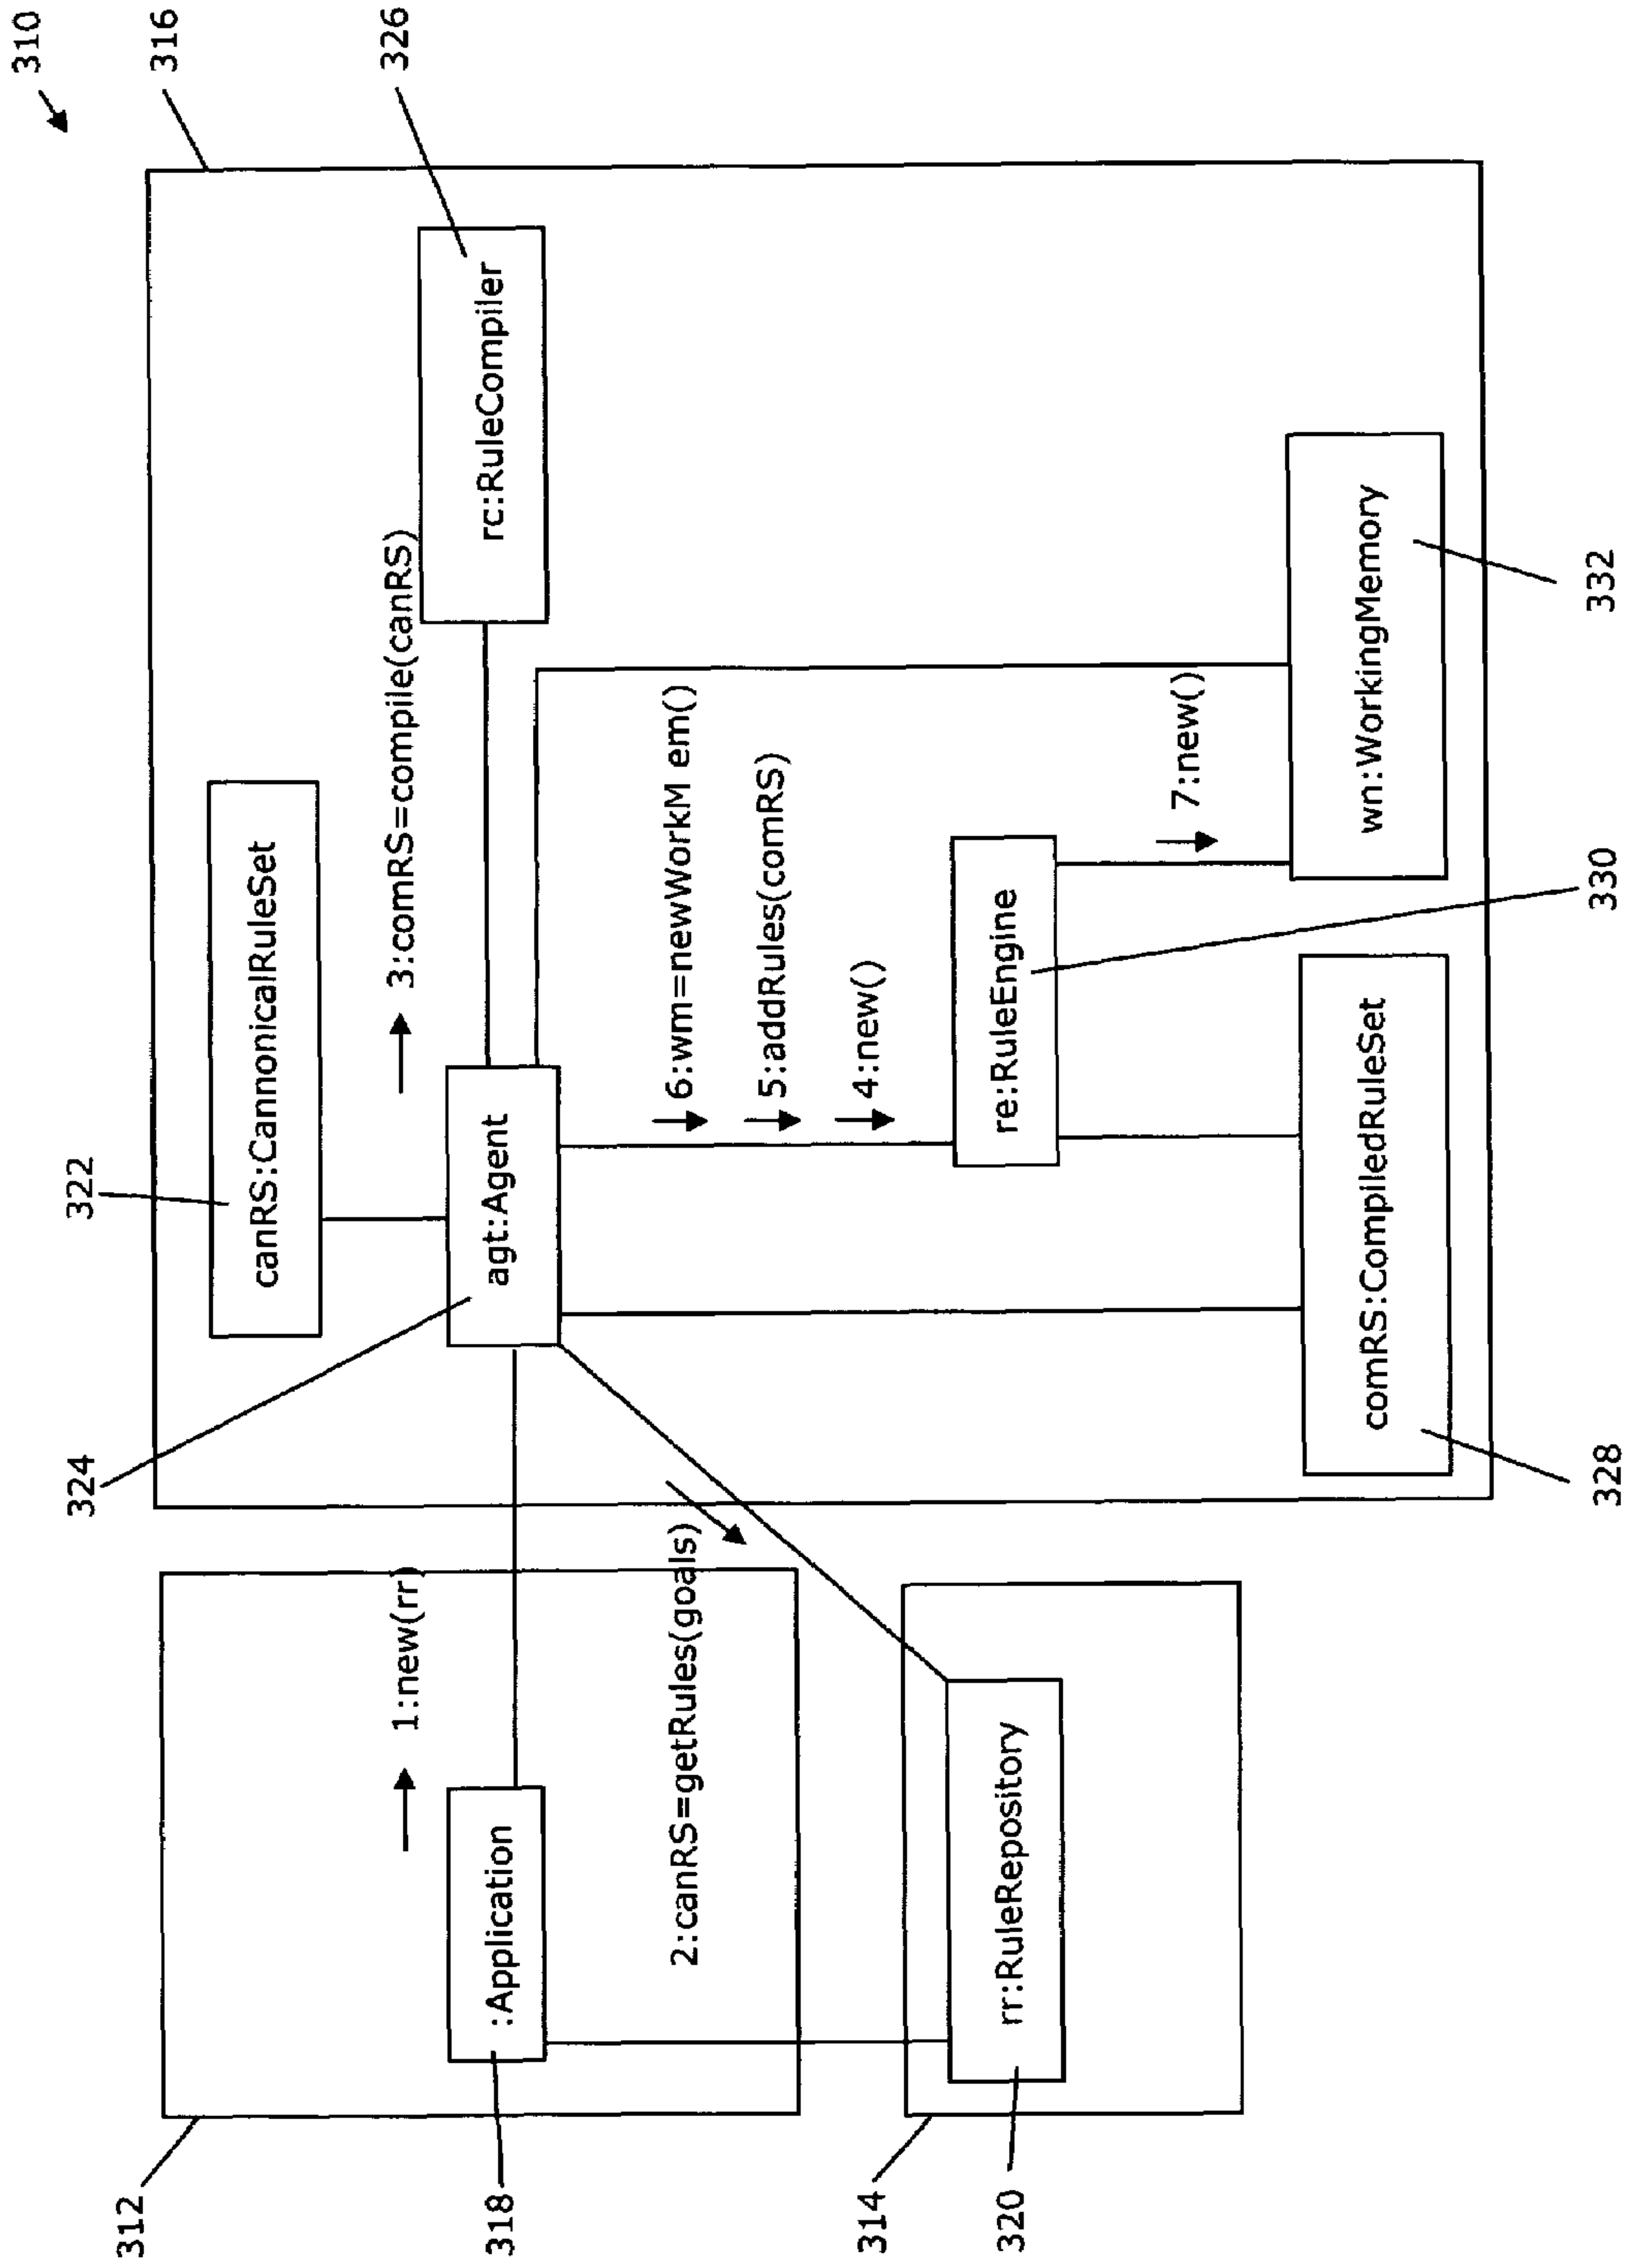 310
316
326
322
canRS:CannonicalRuleSet
3:comRS=compile(canRS)
rc:RuleCompiler
324
agt:Agent
1:new(rr)
:Application
318
312
2:canRS=getRules(goals)
6:wm=newWorkM em()
5:addRules(comRS)
4:new()
re:RuleEngine
7:new()
330
rr:RuleRepository
320
314
comRS:CompiledRuleSet
328
wn:WorkingMemory
332